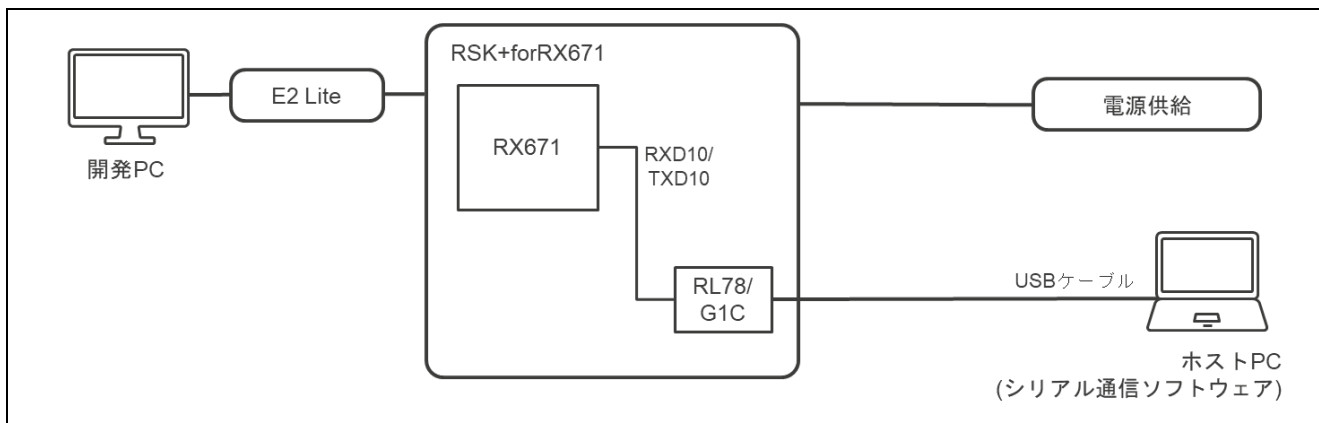 RSK+forRX671
E2 Lite
開発PC
RX671
RXD10/
TXD10
RL78/
G1C
電源供給
USBケーブル
ホストPC
(シリアル通信ソフトウェア)